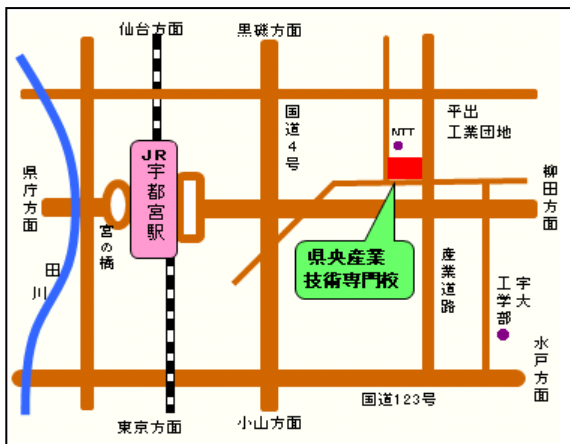 仙台方面
黒磯方面
国道4号
平出
工業団地
NTT
JR
宇都宮駅
県庁方面
柳田方面
宮の橋
田川
県央産業
技術専門校
産業道路
宇大
工学部
水戸方面
国道123号
東京方面
小山方面